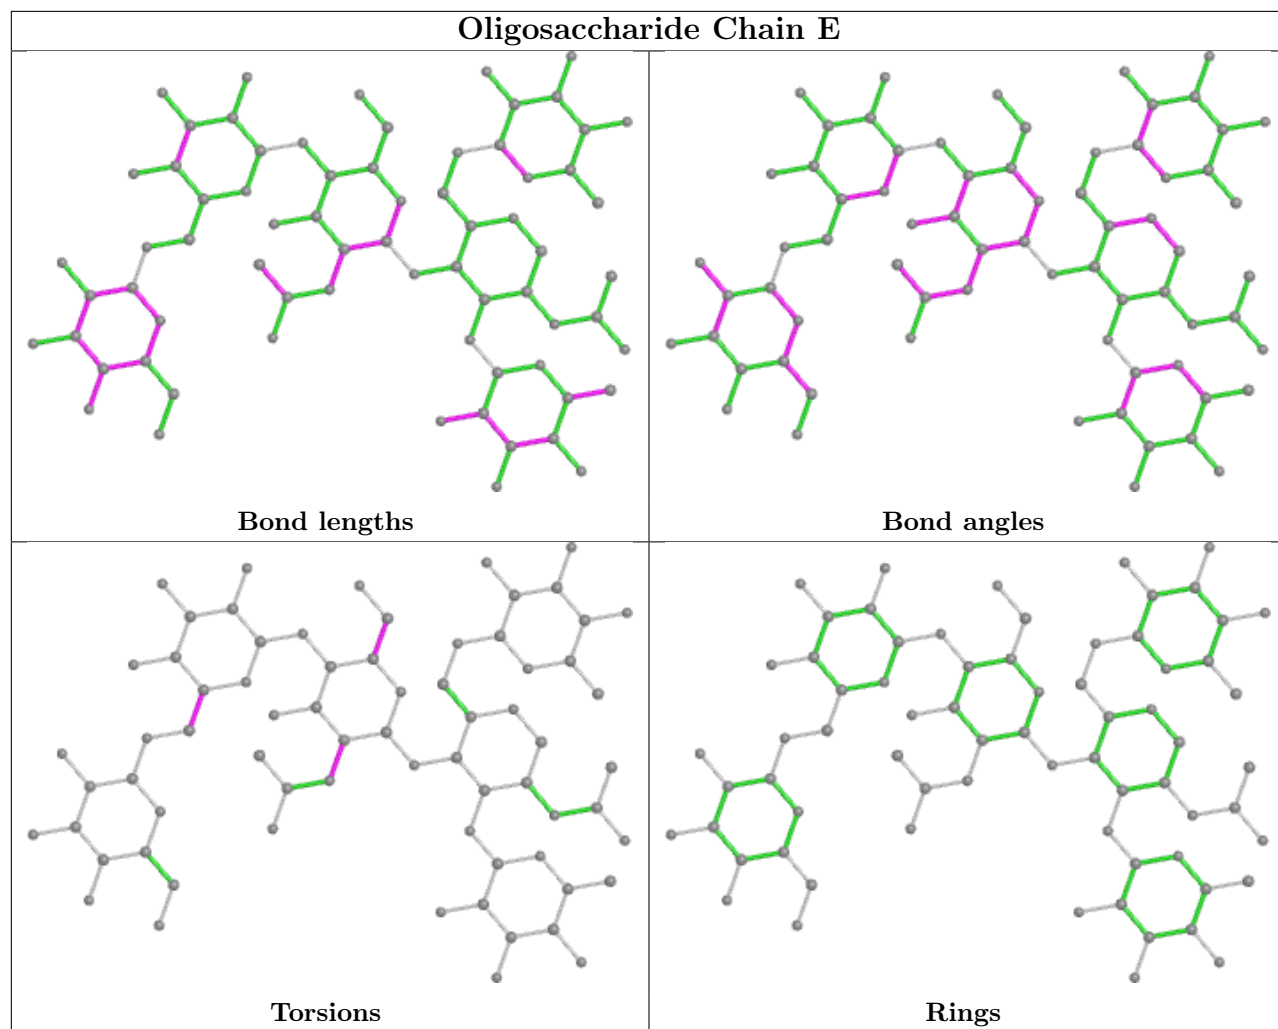 Oligosaccharide Chain E
Bond lengths
Bond angles
Torsions
Rings